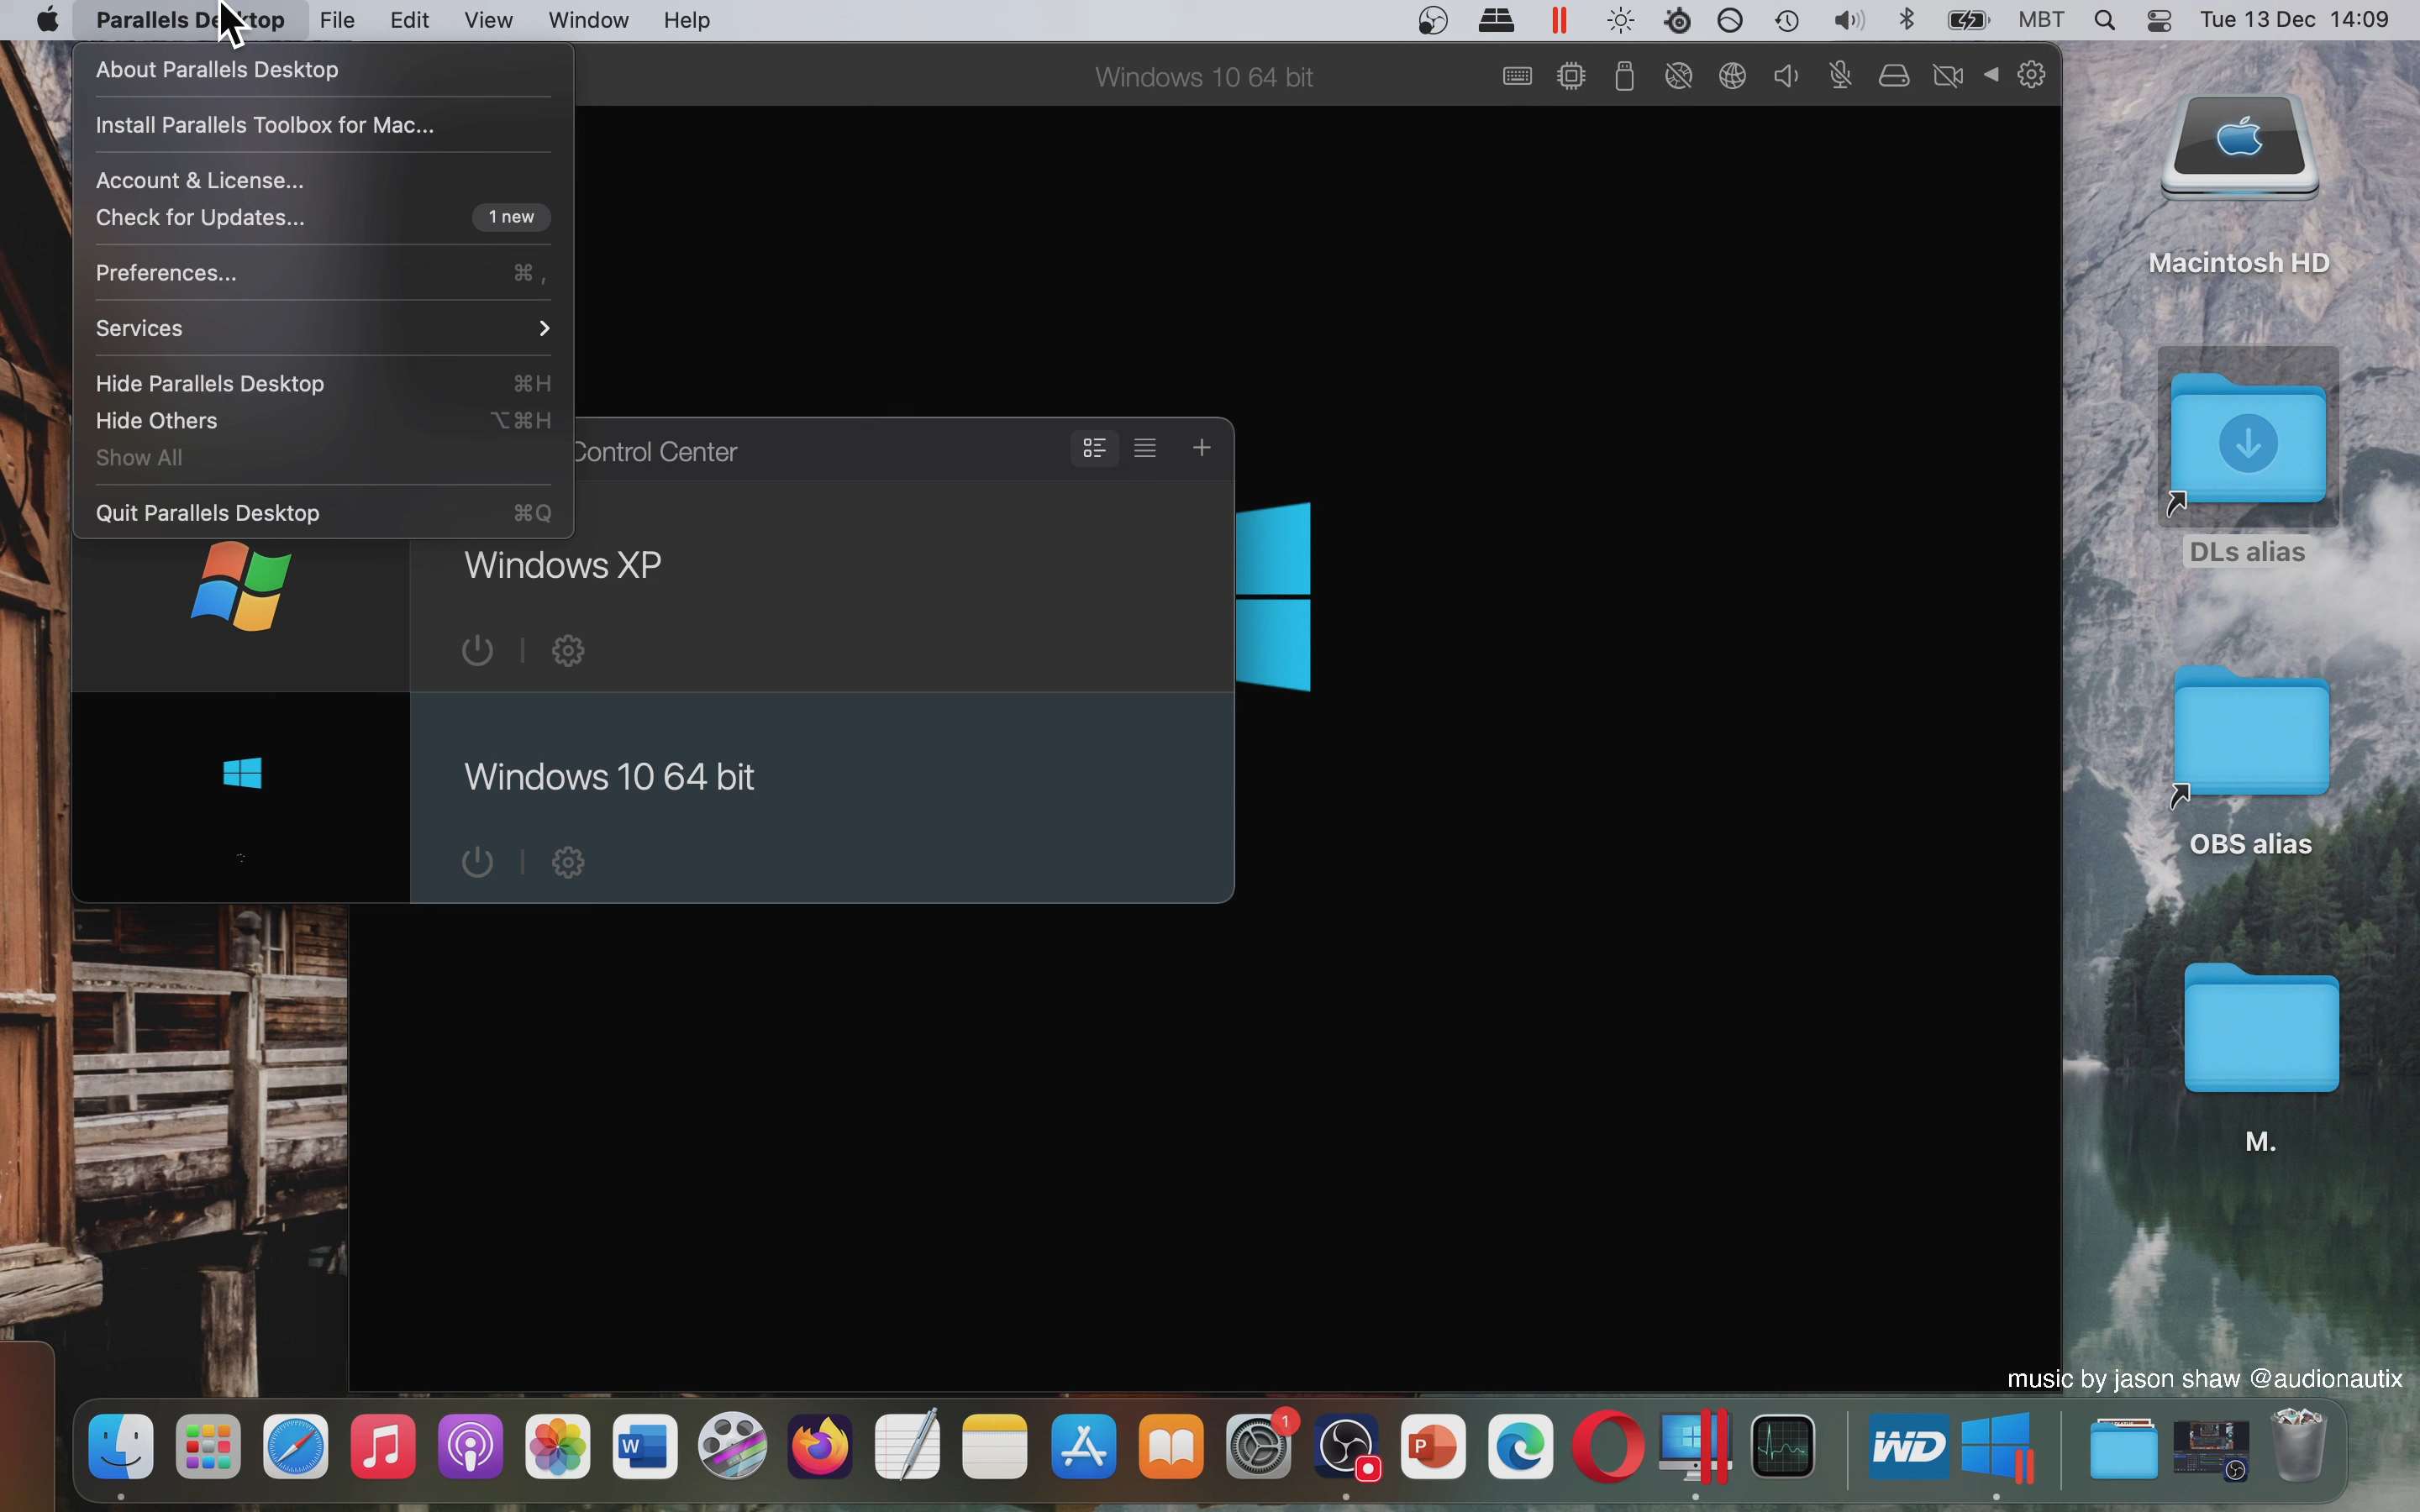 Parallels Desktop File Edit View Window Help MBT Tue 13 Dec 14:09
About Parallels Desktop
Install Parallels Toolbox for Mac...
Account & License...
Check for Updates... 1 new
Preferences... ⌘ ,
Services
Hide Parallels Desktop ⌘H
Hide Others ⌥⌘H
Show All
Quit Parallels Desktop ⌘Q
Windows 10 64 bit
Control Center
Windows XP
Windows 10 64 bit
Macintosh HD
DLs alias
OBS alias
M.
music by jason shaw @audionautix
W
1
P
WD